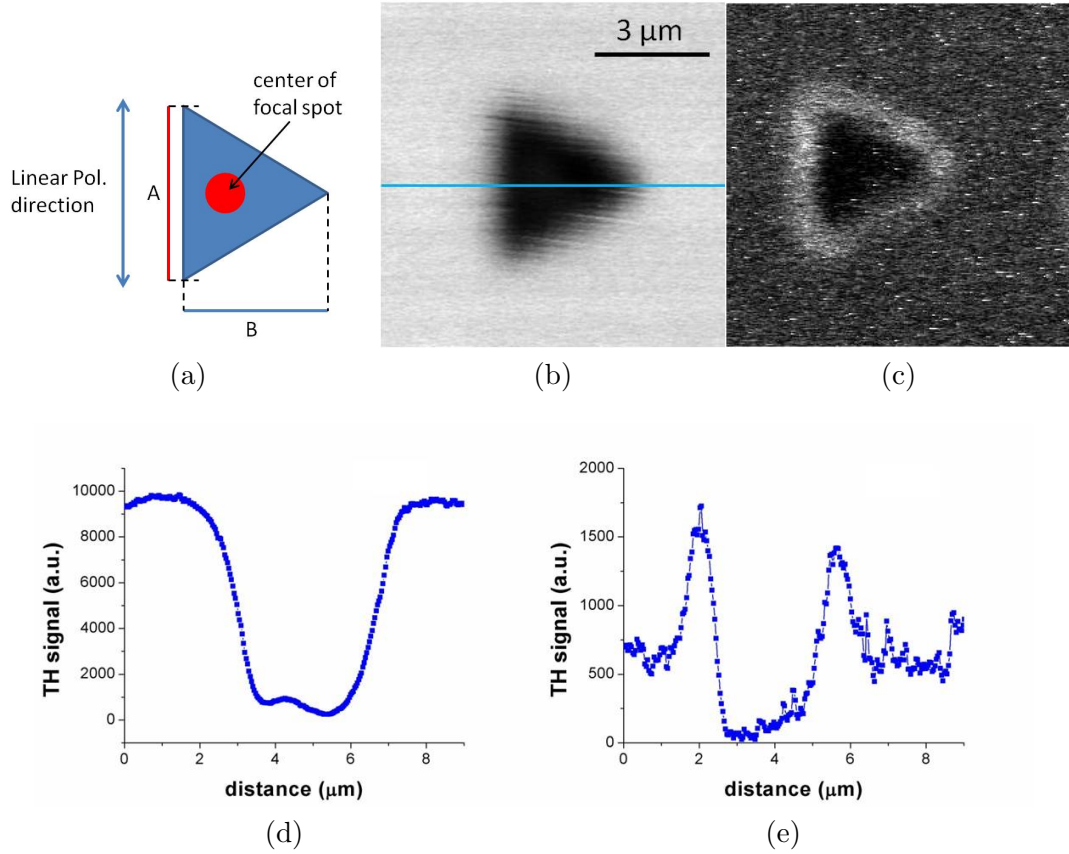 center of
focal spot
Linear Pol.
direction
A
B
3 μm
(a)
(b)
(c)
10000
8000
6000
4000
2000
0
TH signal (a.u.)
0 2 4 6 8
distance (μm)
2000
1500
1000
500
0
TH signal (a.u.)
0 2 4 6 8
distance (μm)
(d)
(e)